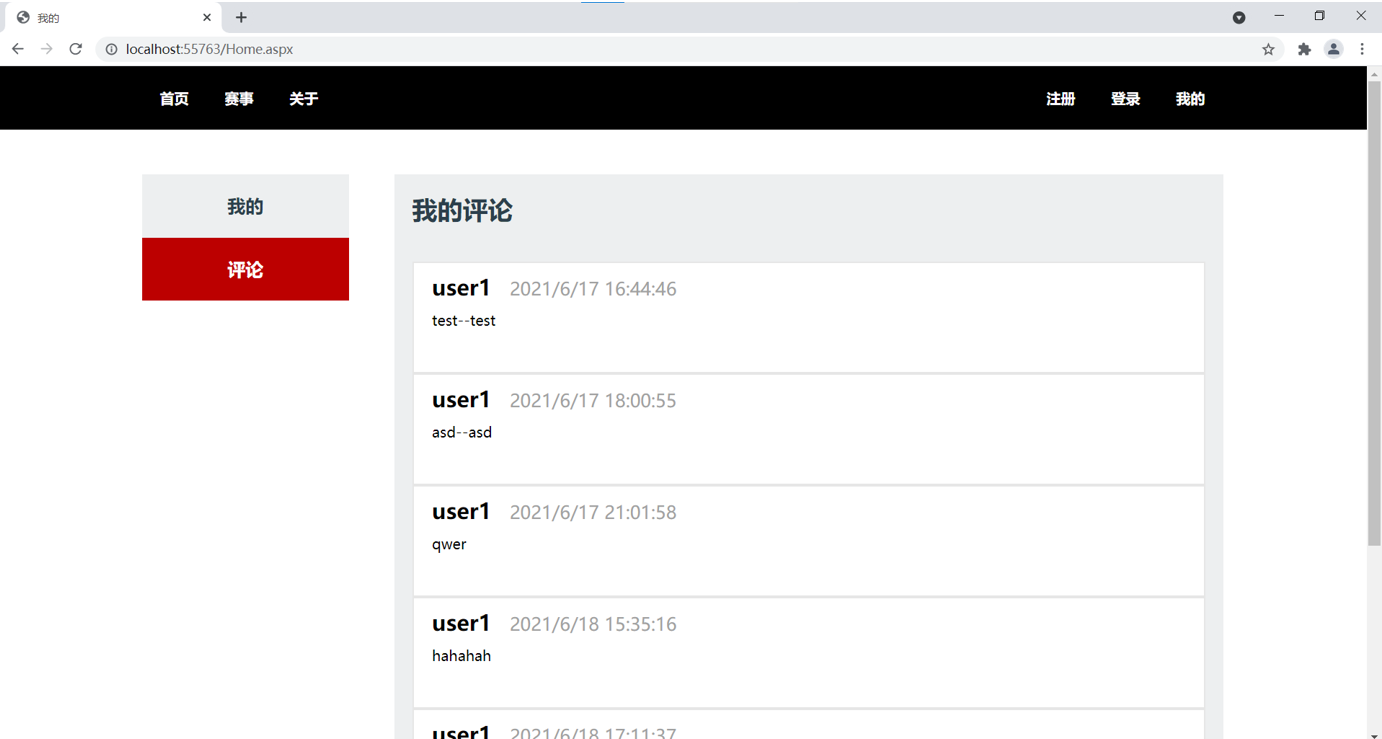 我的
localhost:55763/Home.aspx
首页 赛事 关于 注册 登录 我的
我的
评论
我的评论
user1 2021/6/17 16:44:46
test--test
user1 2021/6/17 18:00:55
asd--asd
user1 2021/6/17 21:01:58
qwer
user1 2021/6/18 15:35:16
hahahah
user1 2021/6/18 17:11:37